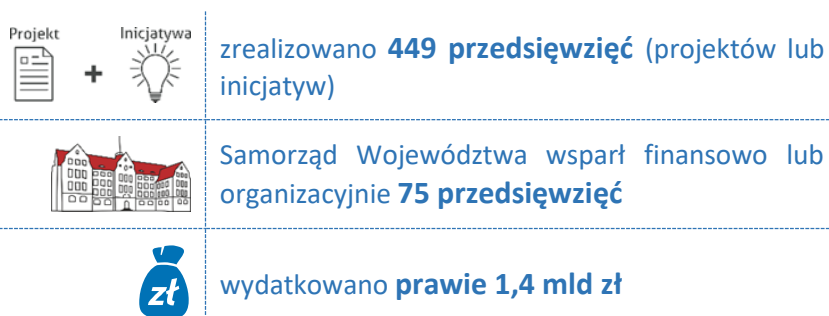 Projekt
Inicjatywa
+
zrealizowano 449 przedsięwzięć (projektów lub
inicjatyw)
Samorząd Województwa wsparł finansowo lub
organizacyjnie 75 przedsięwzięć
zł
wydatkowano prawie 1,4 mld zł